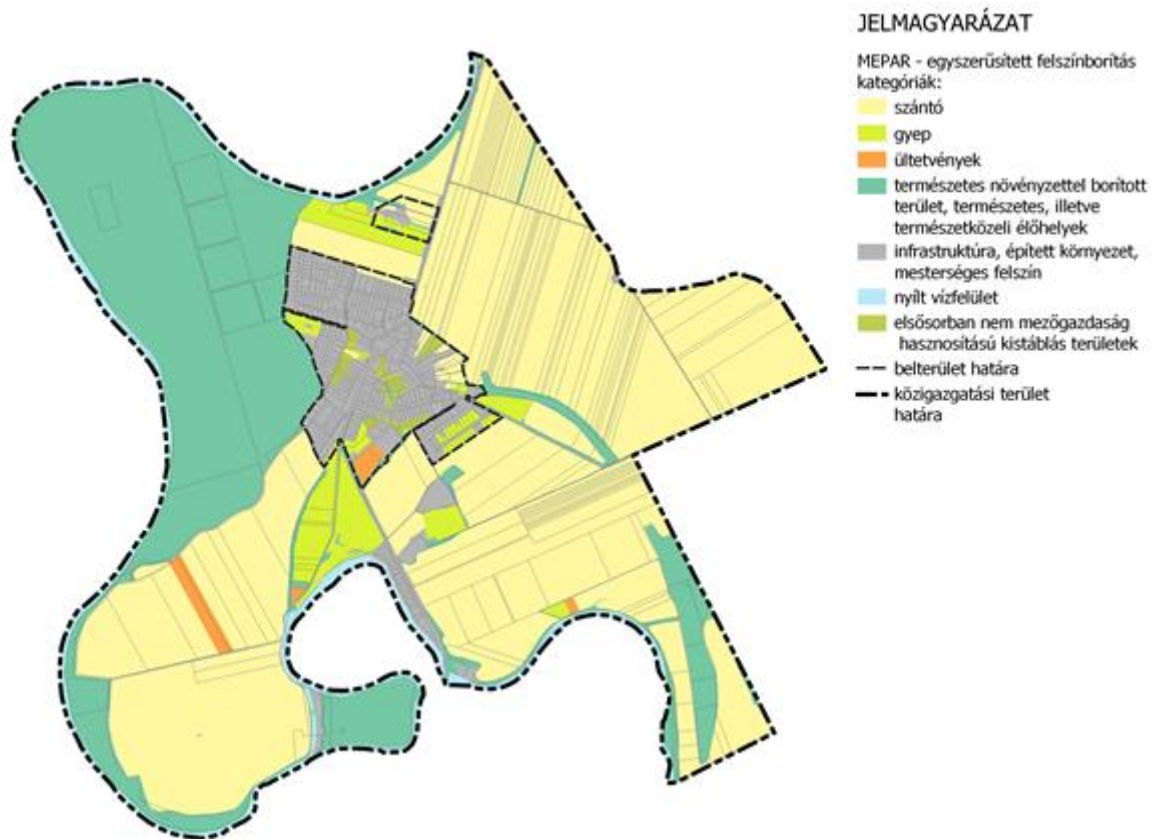 JELMAGYARÁZAT
MEPAR - egyszerűsített felszínborítás
kategóriák:
szántó
gyep
ültetvények
természetes növényzettel borított
terület, természetes, illetve
természetközeli élőhelyek
infrastruktúra, épített környezet,
mesterséges felszín
nyílt vízfelület
elsősorban nem mezőgazdaság
hasznosítású kistáblás területek
belterület határa
közigazgatási terület
határa